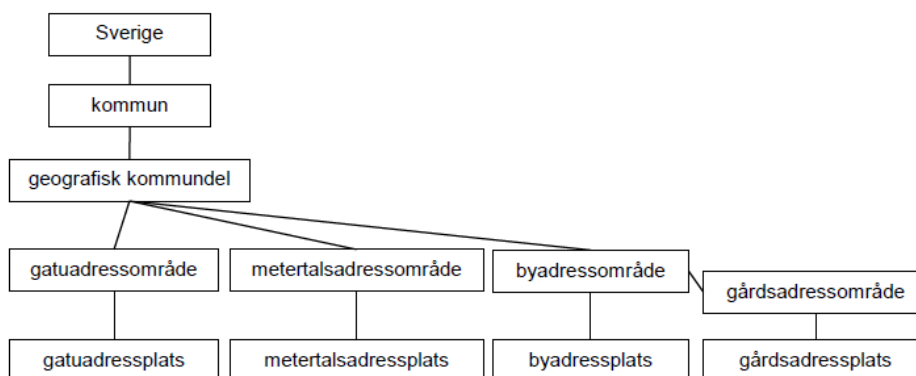 Sverige
kommun
geografisk kommundel
gatuadressområde
metertalsadressområde
byadressområde
gårdsadressområde
gatuadressplats
metertalsadressplats
byadressplats
gårdsadressplats